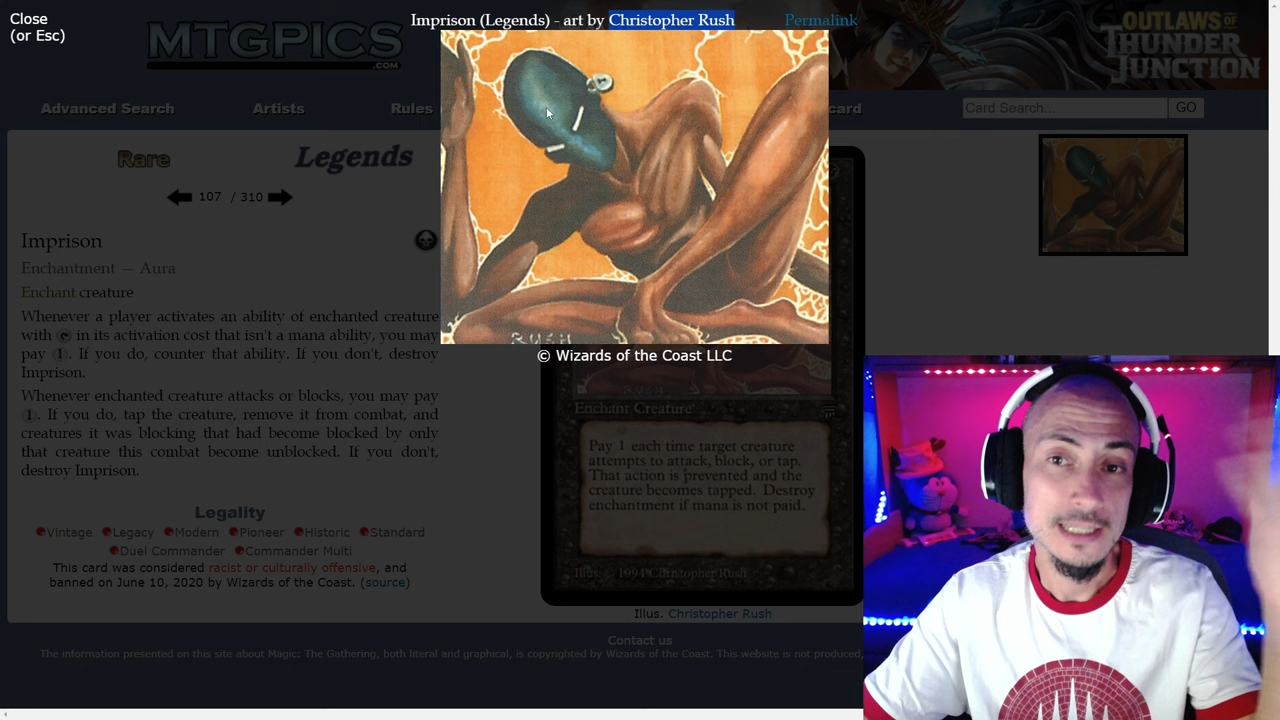 Close
(or Esc)
Imprison (Legends) - art by Christopher Rush
Permalink
MTGPICS
.COM
OUTLAWS OF
THUNDER
JUNCTION
Advanced Search
Artists
Rules
card
Card Search...
GO
Rare
Legends
107 / 310
Imprison
Enchantment — Aura
Enchant creature
Whenever a player activates an ability of enchanted creature
with in its activation cost that isn't a mana ability, you may
pay 1. If you do, counter that ability. If you don't, destroy
Imprison.
Whenever enchanted creature attacks or blocks, you may pay
1. If you do, tap the creature, remove it from combat, and
creatures it was blocking that had become blocked by only
that creature this combat become unblocked. If you don't,
destroy Imprison.
Legality
Vintage Legacy Modern Pioneer Historic Standard
Duel Commander Commander Multi
This card was considered racist or culturally offensive, and
banned on June 10, 2020 by Wizards of the Coast. (source)
RUSH
© Wizards of the Coast LLC
Enchant Creature
Pay 1 each time target creature
attempts to attack, block, or tap.
That action is prevented and the
creature becomes tapped. Destroy
enchantment if mana is not paid.
Illus. © 1994 Christopher Rush
Illus. Christopher Rush
Contact us
The information presented on this site about Magic: The Gathering, both literal and graphical, is copyrighted by Wizards of the Coast. This website is not produced,